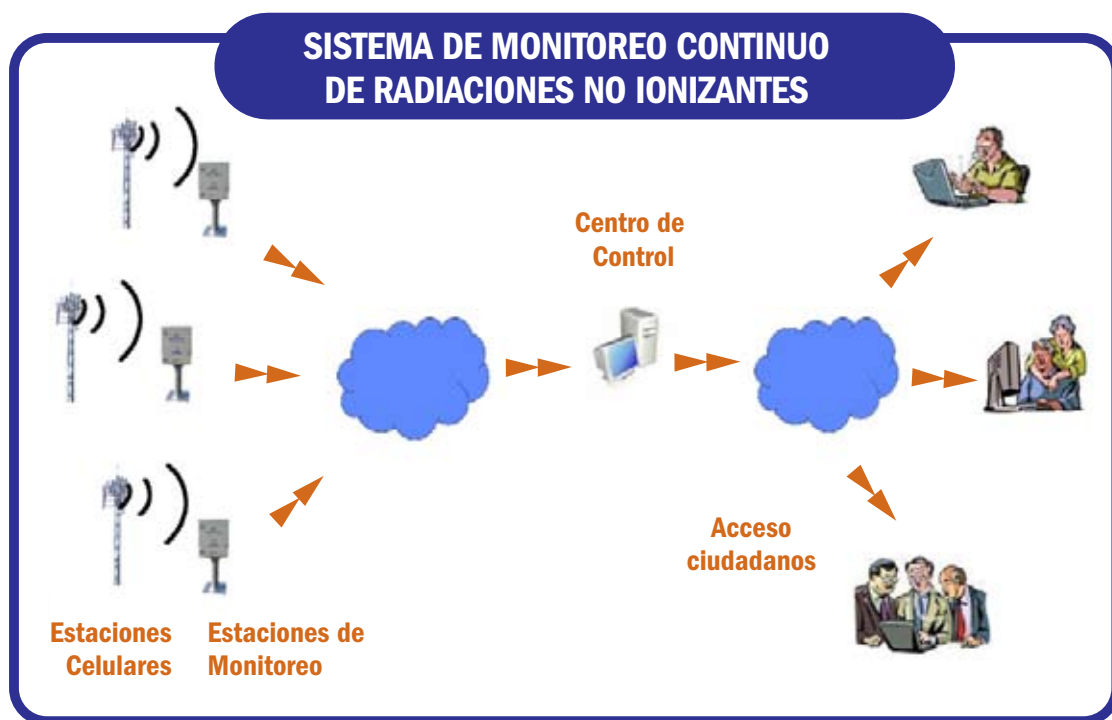 SISTEMA DE MONITOREO CONTINUO
DE RADIACIONES NO IONIZANTES
Centro de
Control
Acceso
ciudadanos
Estaciones
Celulares
Estaciones de
Monitoreo